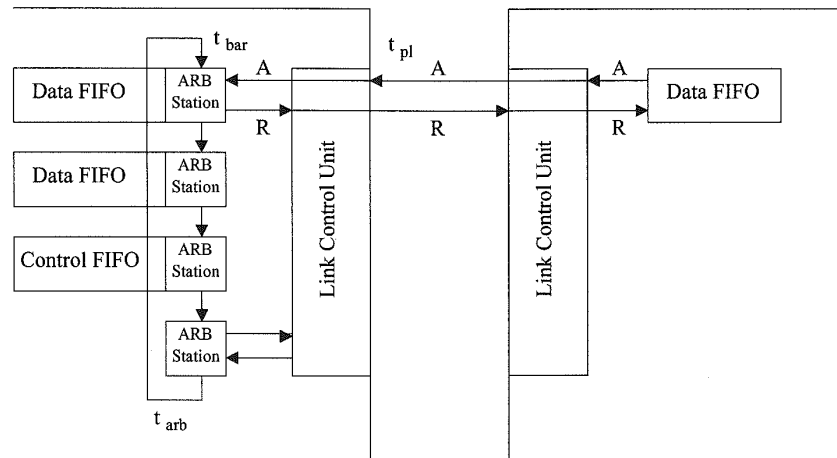 t bar
t pl
A
A
A
Data FIFO
ARB
Station
Data FIFO
R
R
R
Data FIFO
ARB
Station
Control FIFO
ARB
Station
ARB
Station
Link Control Unit
Link Control Unit
t arb